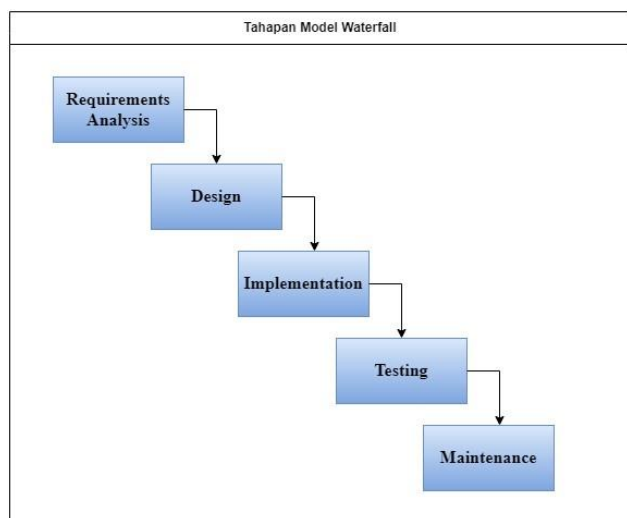 Tahapan Model Waterfall
Requirements
Analysis
Design
Implementation
Testing
Maintenance